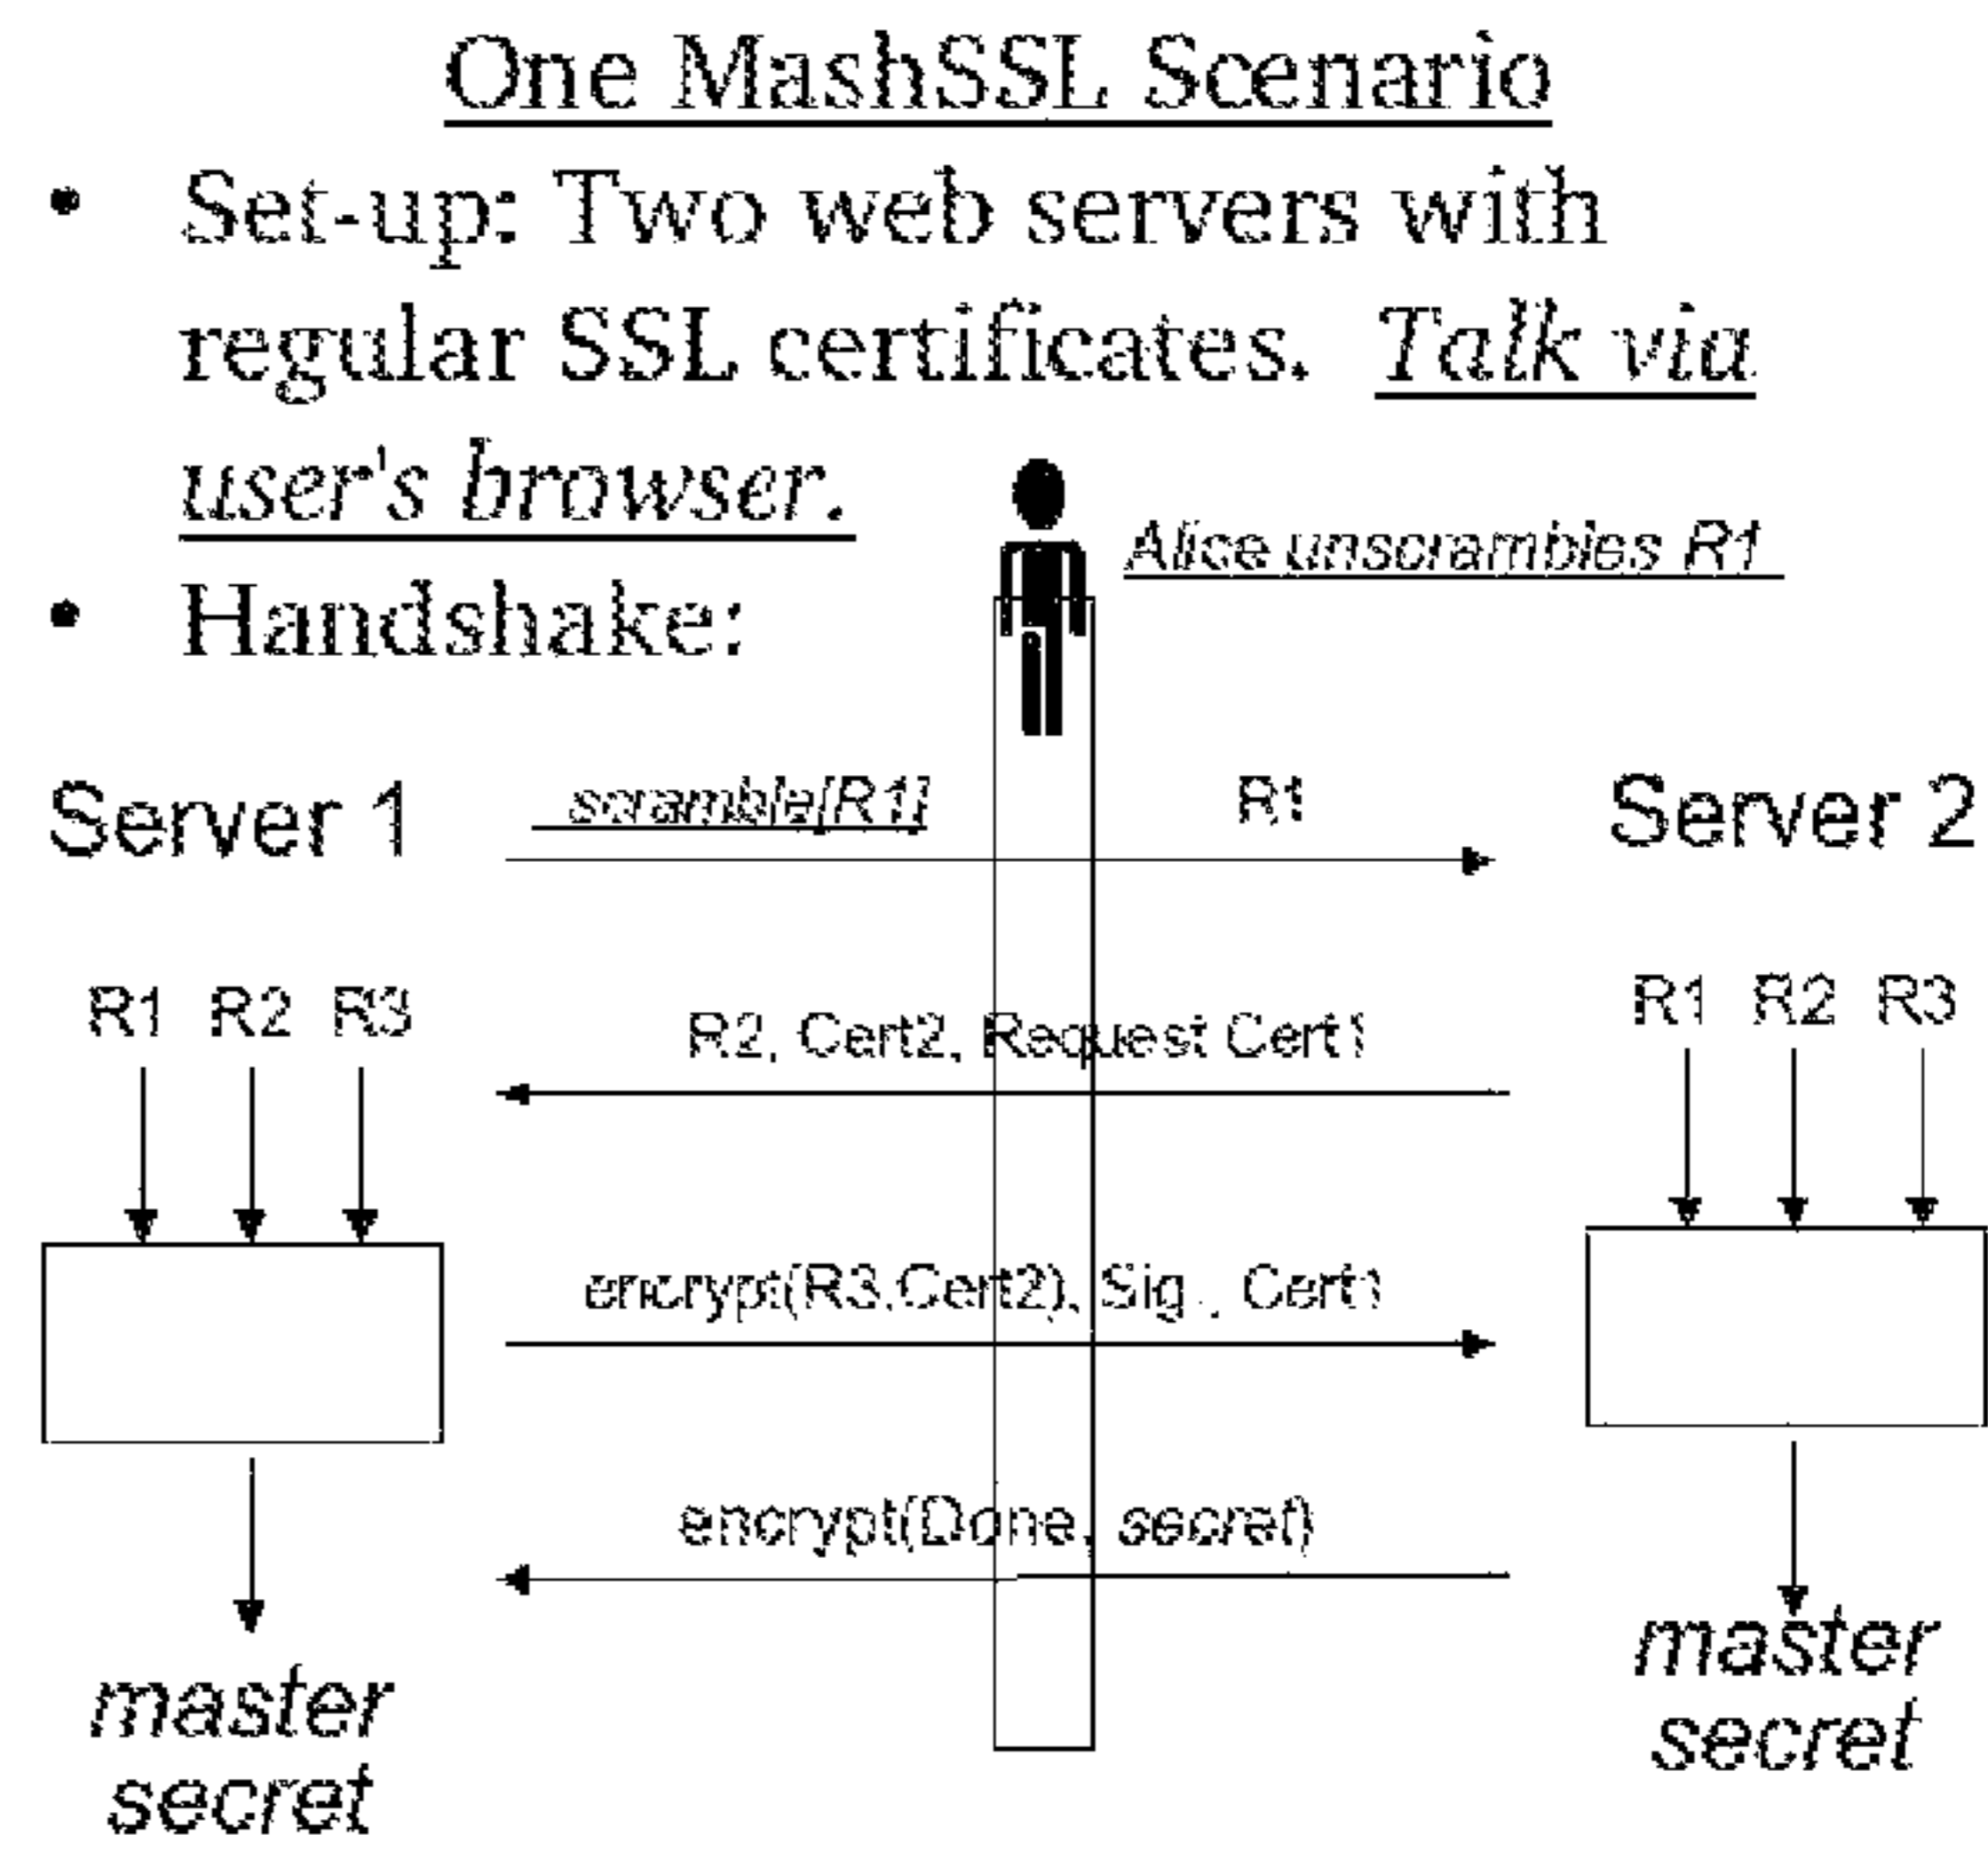 One MashSSL Scenario
• Set-up: Two web servers with
regular SSL certificates. Talk via
user's browser.
Alice unscrambles R1
• Handshake:
Server 1 scramble[R1] R1 Server 2
R1 R2 R3 R2, Cert2, Request Cert1 R1 R2 R3
encrypt(R3,Cert2), Sig., Cert1
encrypt(Done, secret)
master
secret
master
secret